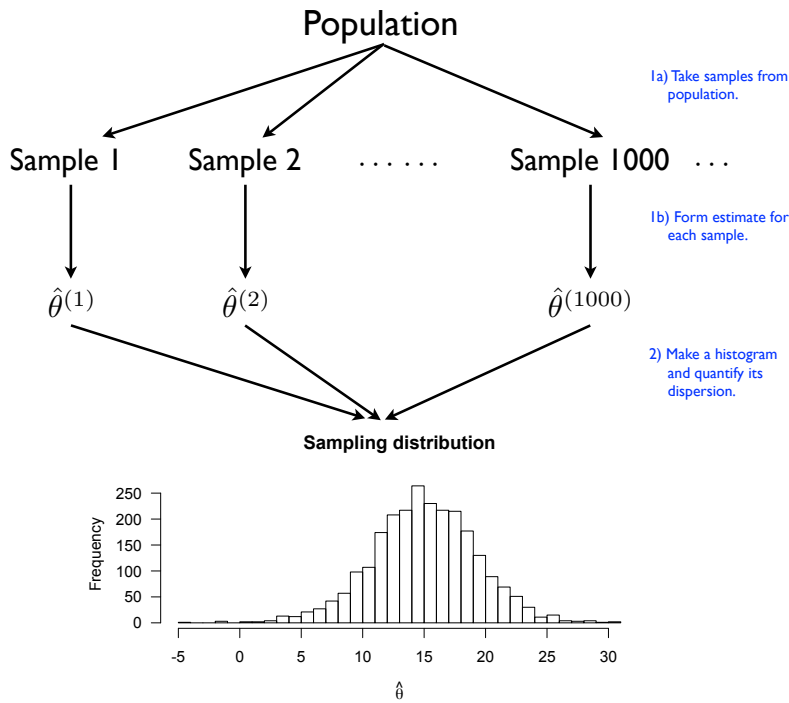 Population
1a) Take samples from
population.
Sample 1 Sample 2 ...... Sample 1000 ...
1b) Form estimate for
each sample.
θ̂⁽¹⁾ θ̂⁽²⁾ θ̂⁽¹⁰⁰⁰⁾
2) Make a histogram
and quantify its
dispersion.
Sampling distribution
Frequency
250
200
150
100
50
0
-5 0 5 10 15 20 25 30
θ̂